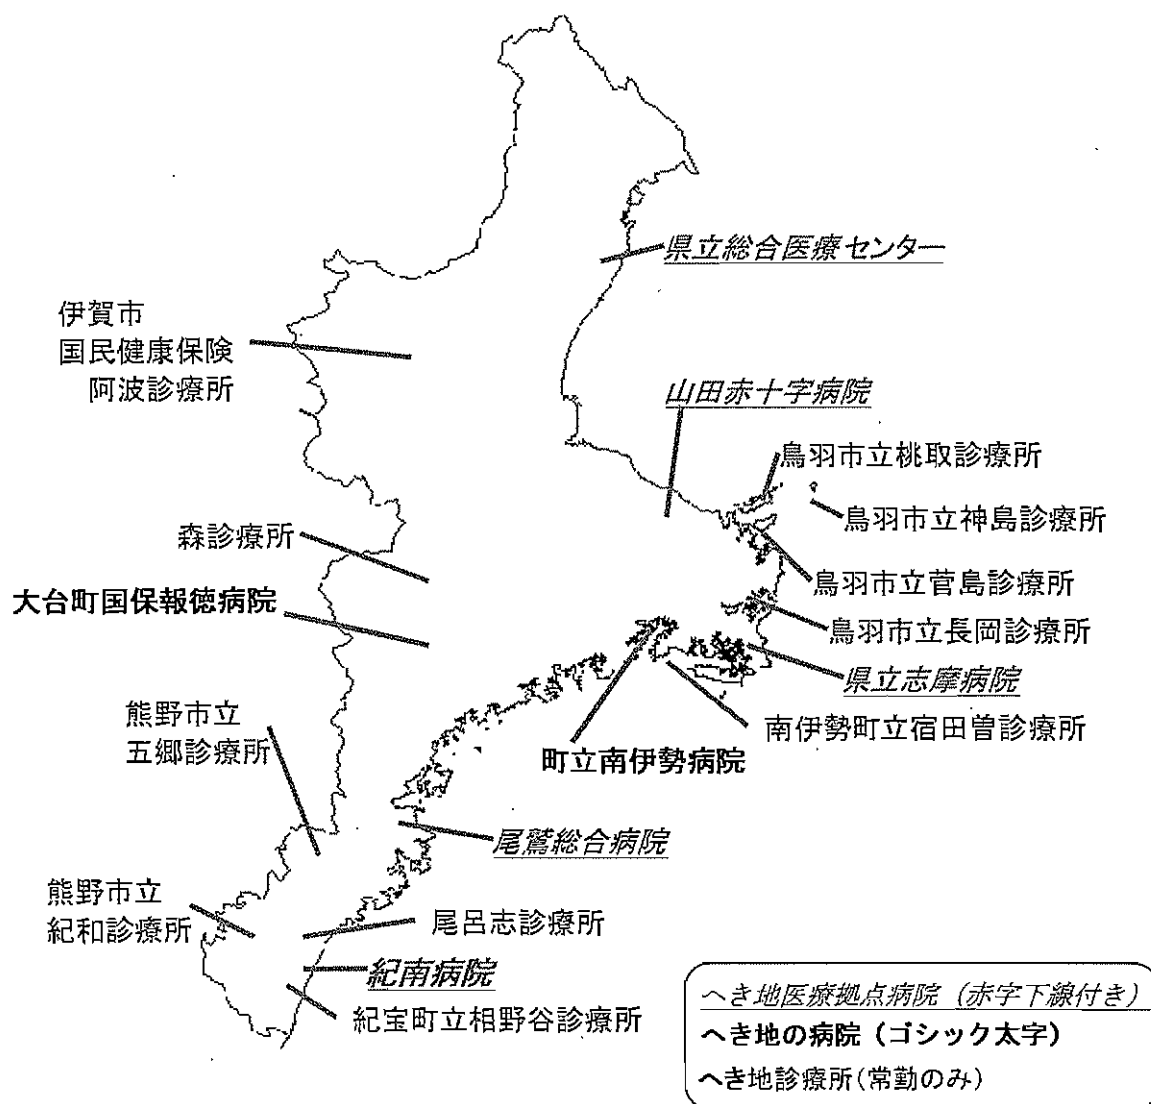 県立総合医療センター
伊賀市
国民健康保険
阿波診療所
山田赤十字病院
鳥羽市立桃取診療所
鳥羽市立神島診療所
森診療所
鳥羽市立菅島診療所
大台町国保報徳病院
鳥羽市立長岡診療所
県立志摩病院
南伊勢町立宿田曽診療所
熊野市立
五郷診療所
町立南伊勢病院
尾鷲総合病院
熊野市立
紀和診療所
尾呂志診療所
紀南病院
紀宝町立相野谷診療所
へき地医療拠点病院（赤字下線付き）
へき地の病院（ゴシック太字）
へき地診療所（常勤のみ）